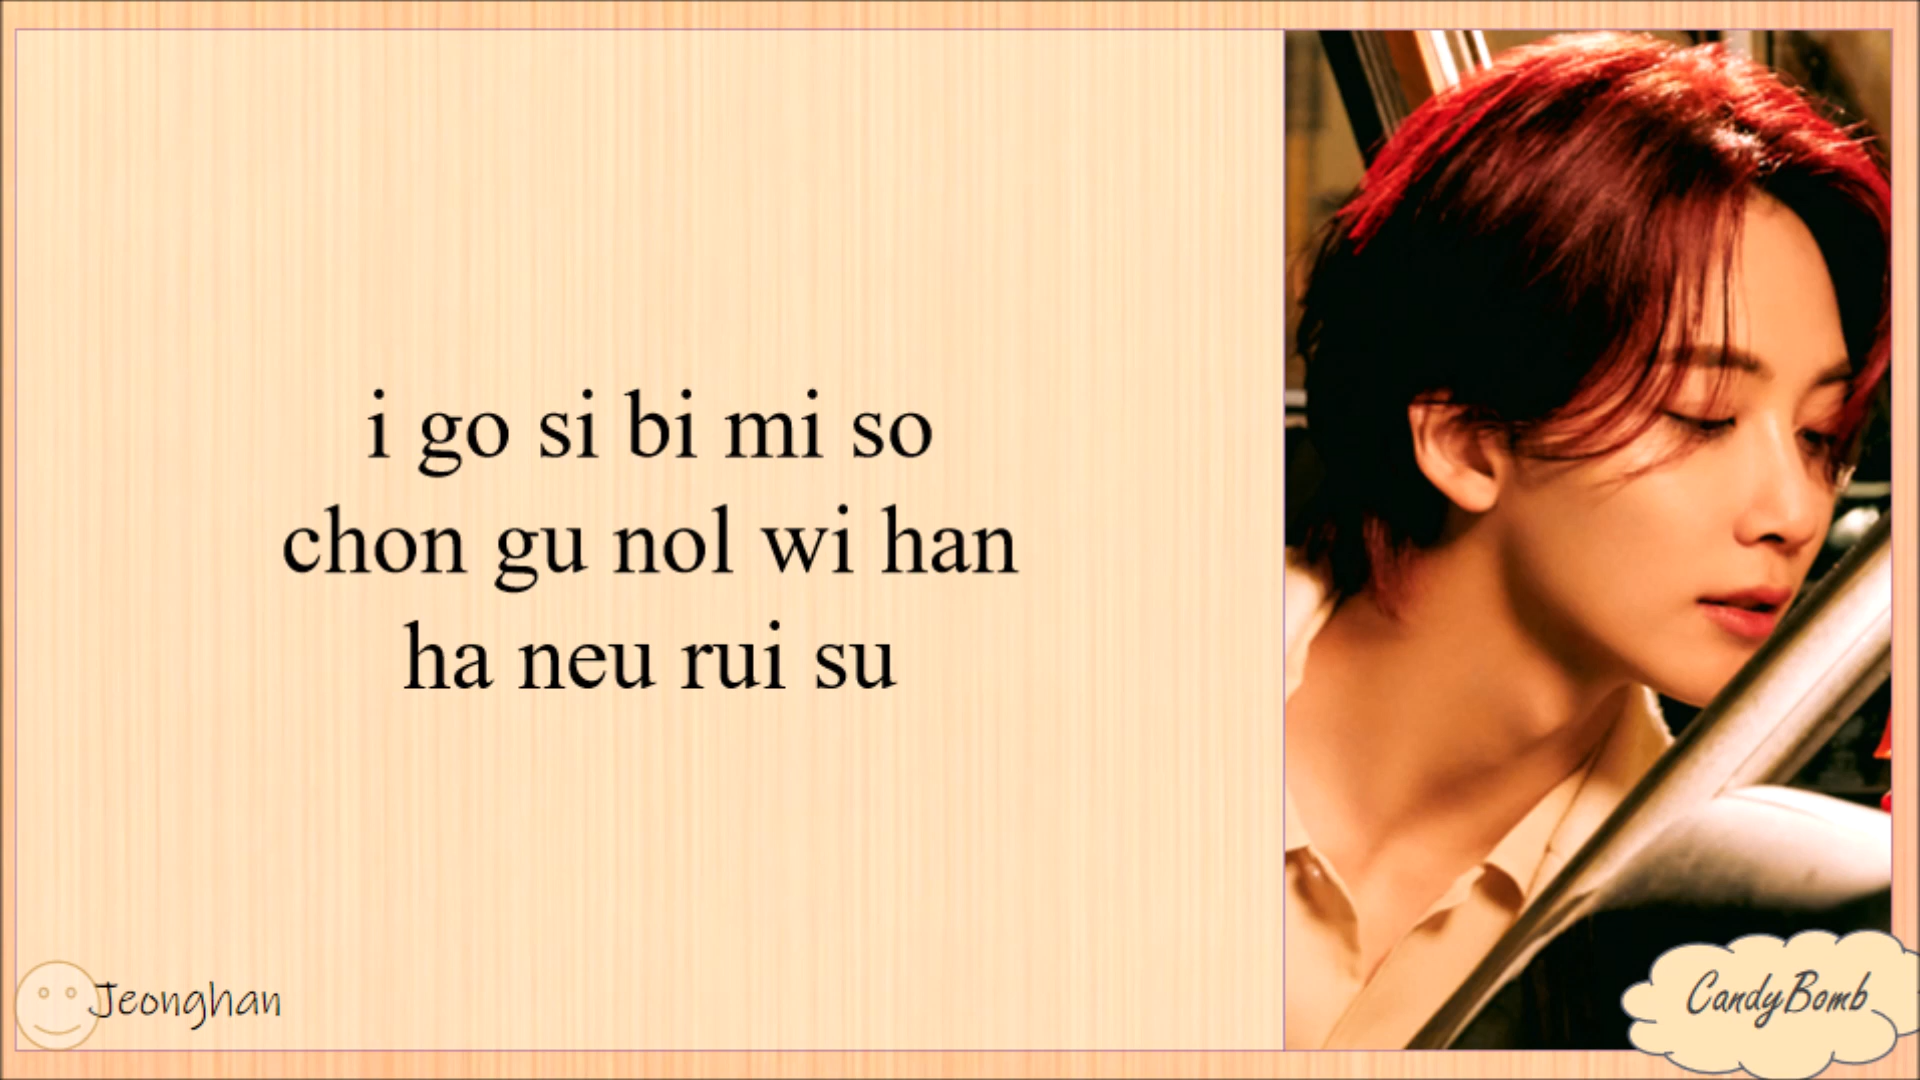 i go si bi mi so
chon gu nol wi han
ha neu rui su
Jeonghan
CandyBomb